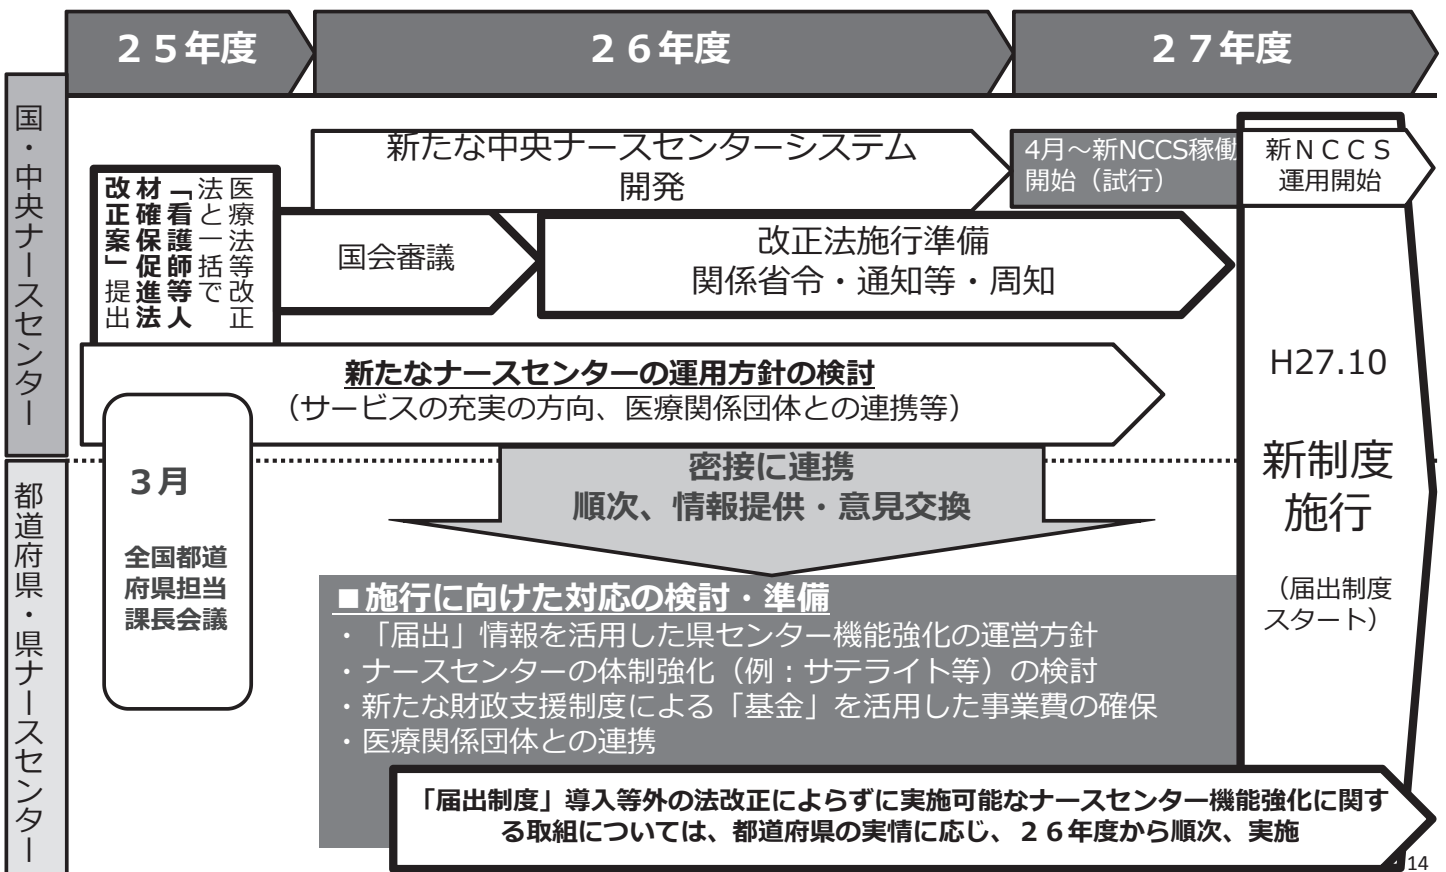 ２５年度
２６年度
２７年度
国・中央ナースセンター
新たな中央ナースセンターシステム
開発
4月～新NCCS稼働
開始（試行）
新ＮＣＣＳ
運用開始
医療法等改正
法と一括で
「看護師等人
材確保促進法
改正案」提出
国会審議
改正法施行準備
関係省令・通知等・周知
新たなナースセンターの運用方針の検討
（サービスの充実の方向、医療関係団体との連携等）
H27.10
新制度
施行
（届出制度
スタート）
都道府県・県ナースセンター
３月
全国都道
府県担当
課長会議
密接に連携
順次、情報提供・意見交換
■施行に向けた対応の検討・準備
・「届出」情報を活用した県センター機能強化の運営方針
・ナースセンターの体制強化（例：サテライト等）の検討
・新たな財政支援制度による「基金」を活用した事業費の確保
・医療関係団体との連携
「届出制度」導入等外の法改正によらずに実施可能なナースセンター機能強化に関す
る取組については、都道府県の実情に応じ、２６年度から順次、実施
14